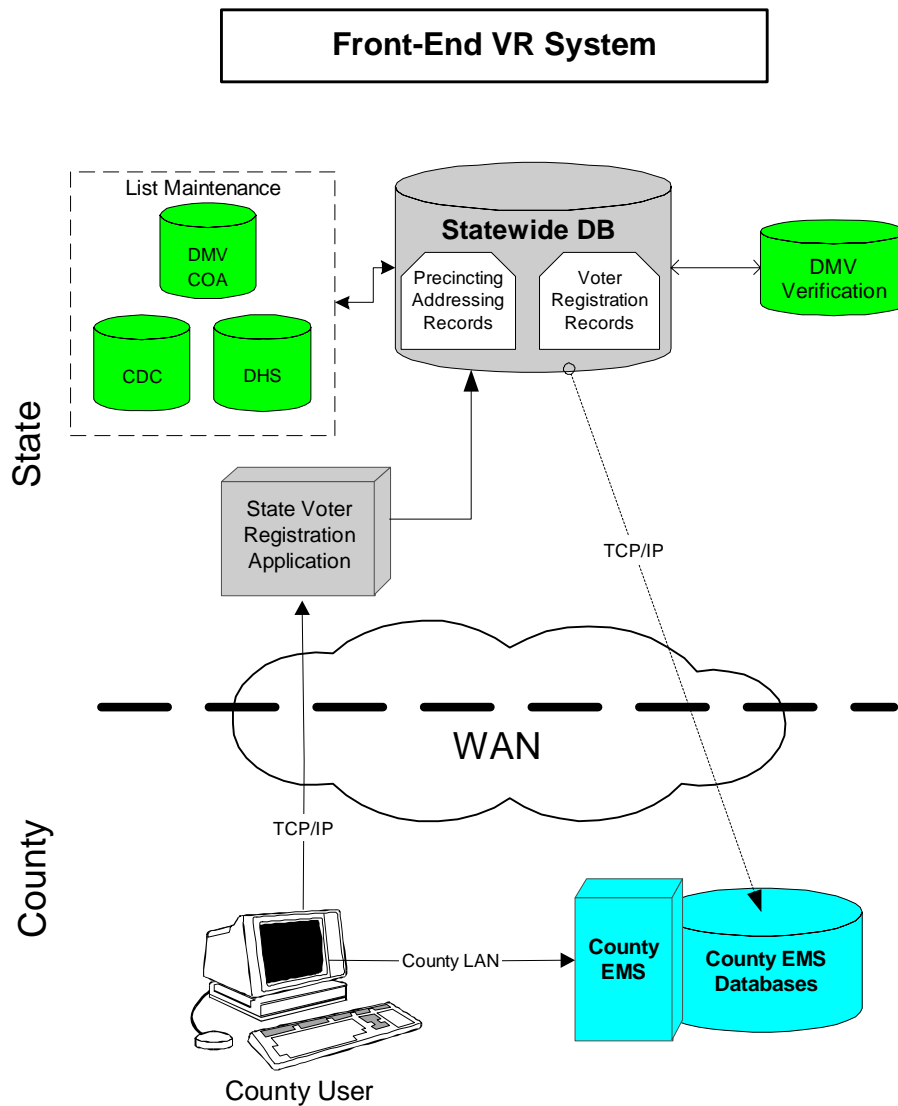 Front-End VR System
List Maintenance
DMV
COA
CDC
DHS
Statewide DB
Precincting
Addressing
Records
Voter
Registration
Records
DMV
Verification
State
State Voter
Registration
Application
TCP/IP
WAN
TCP/IP
County
County LAN
County
EMS
County EMS
Databases
County User